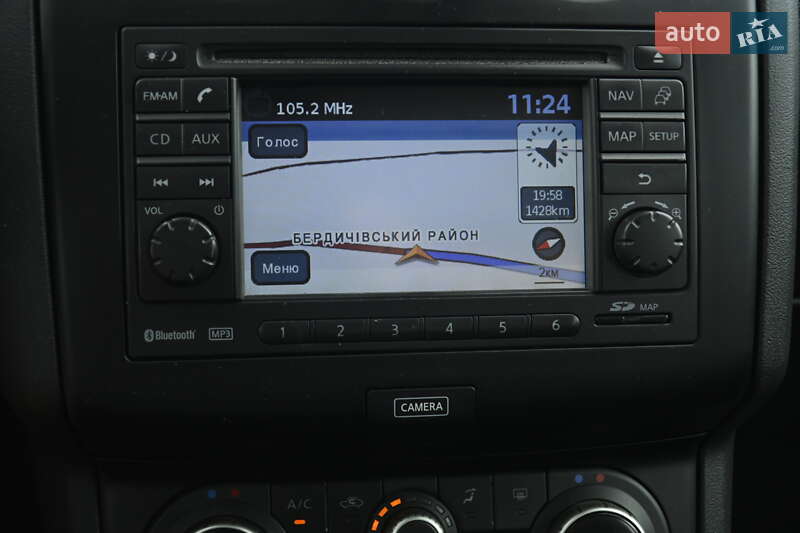 auto RIA .com
FM·AM
105.2 MHz
11:24
NAV
CD AUX
Голос
MAP SETUP
19:58
1428km
VOL
БЕРДИЧІВСЬКИЙ РАЙОН
Меню
2км
SD MAP
Bluetooth MP3
1 2 3 4 5 6
CAMERA
A/C